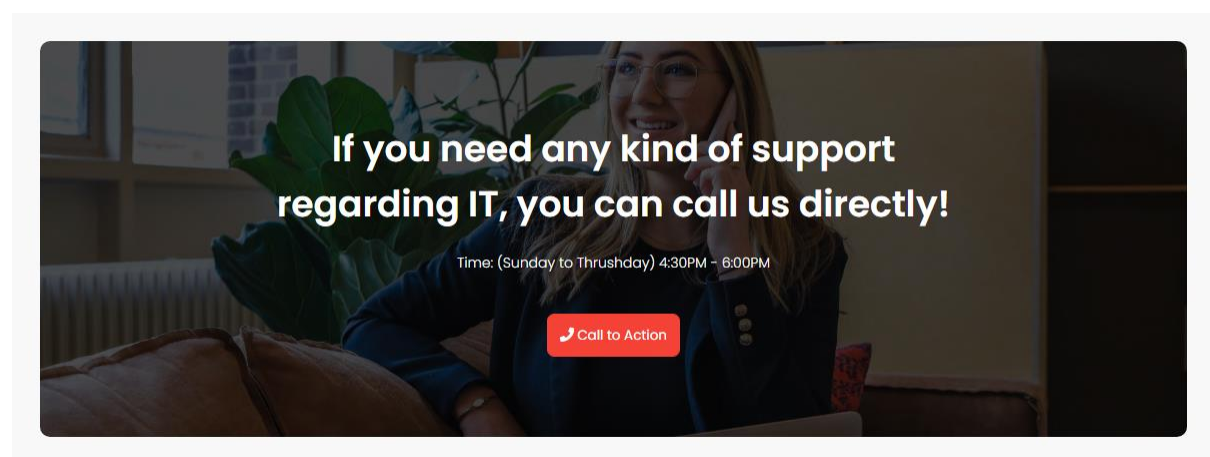 If you need any kind of support
regarding IT, you can call us directly!
Time: (Sunday to Thrushday) 4:30PM - 6:00PM
Call to Action